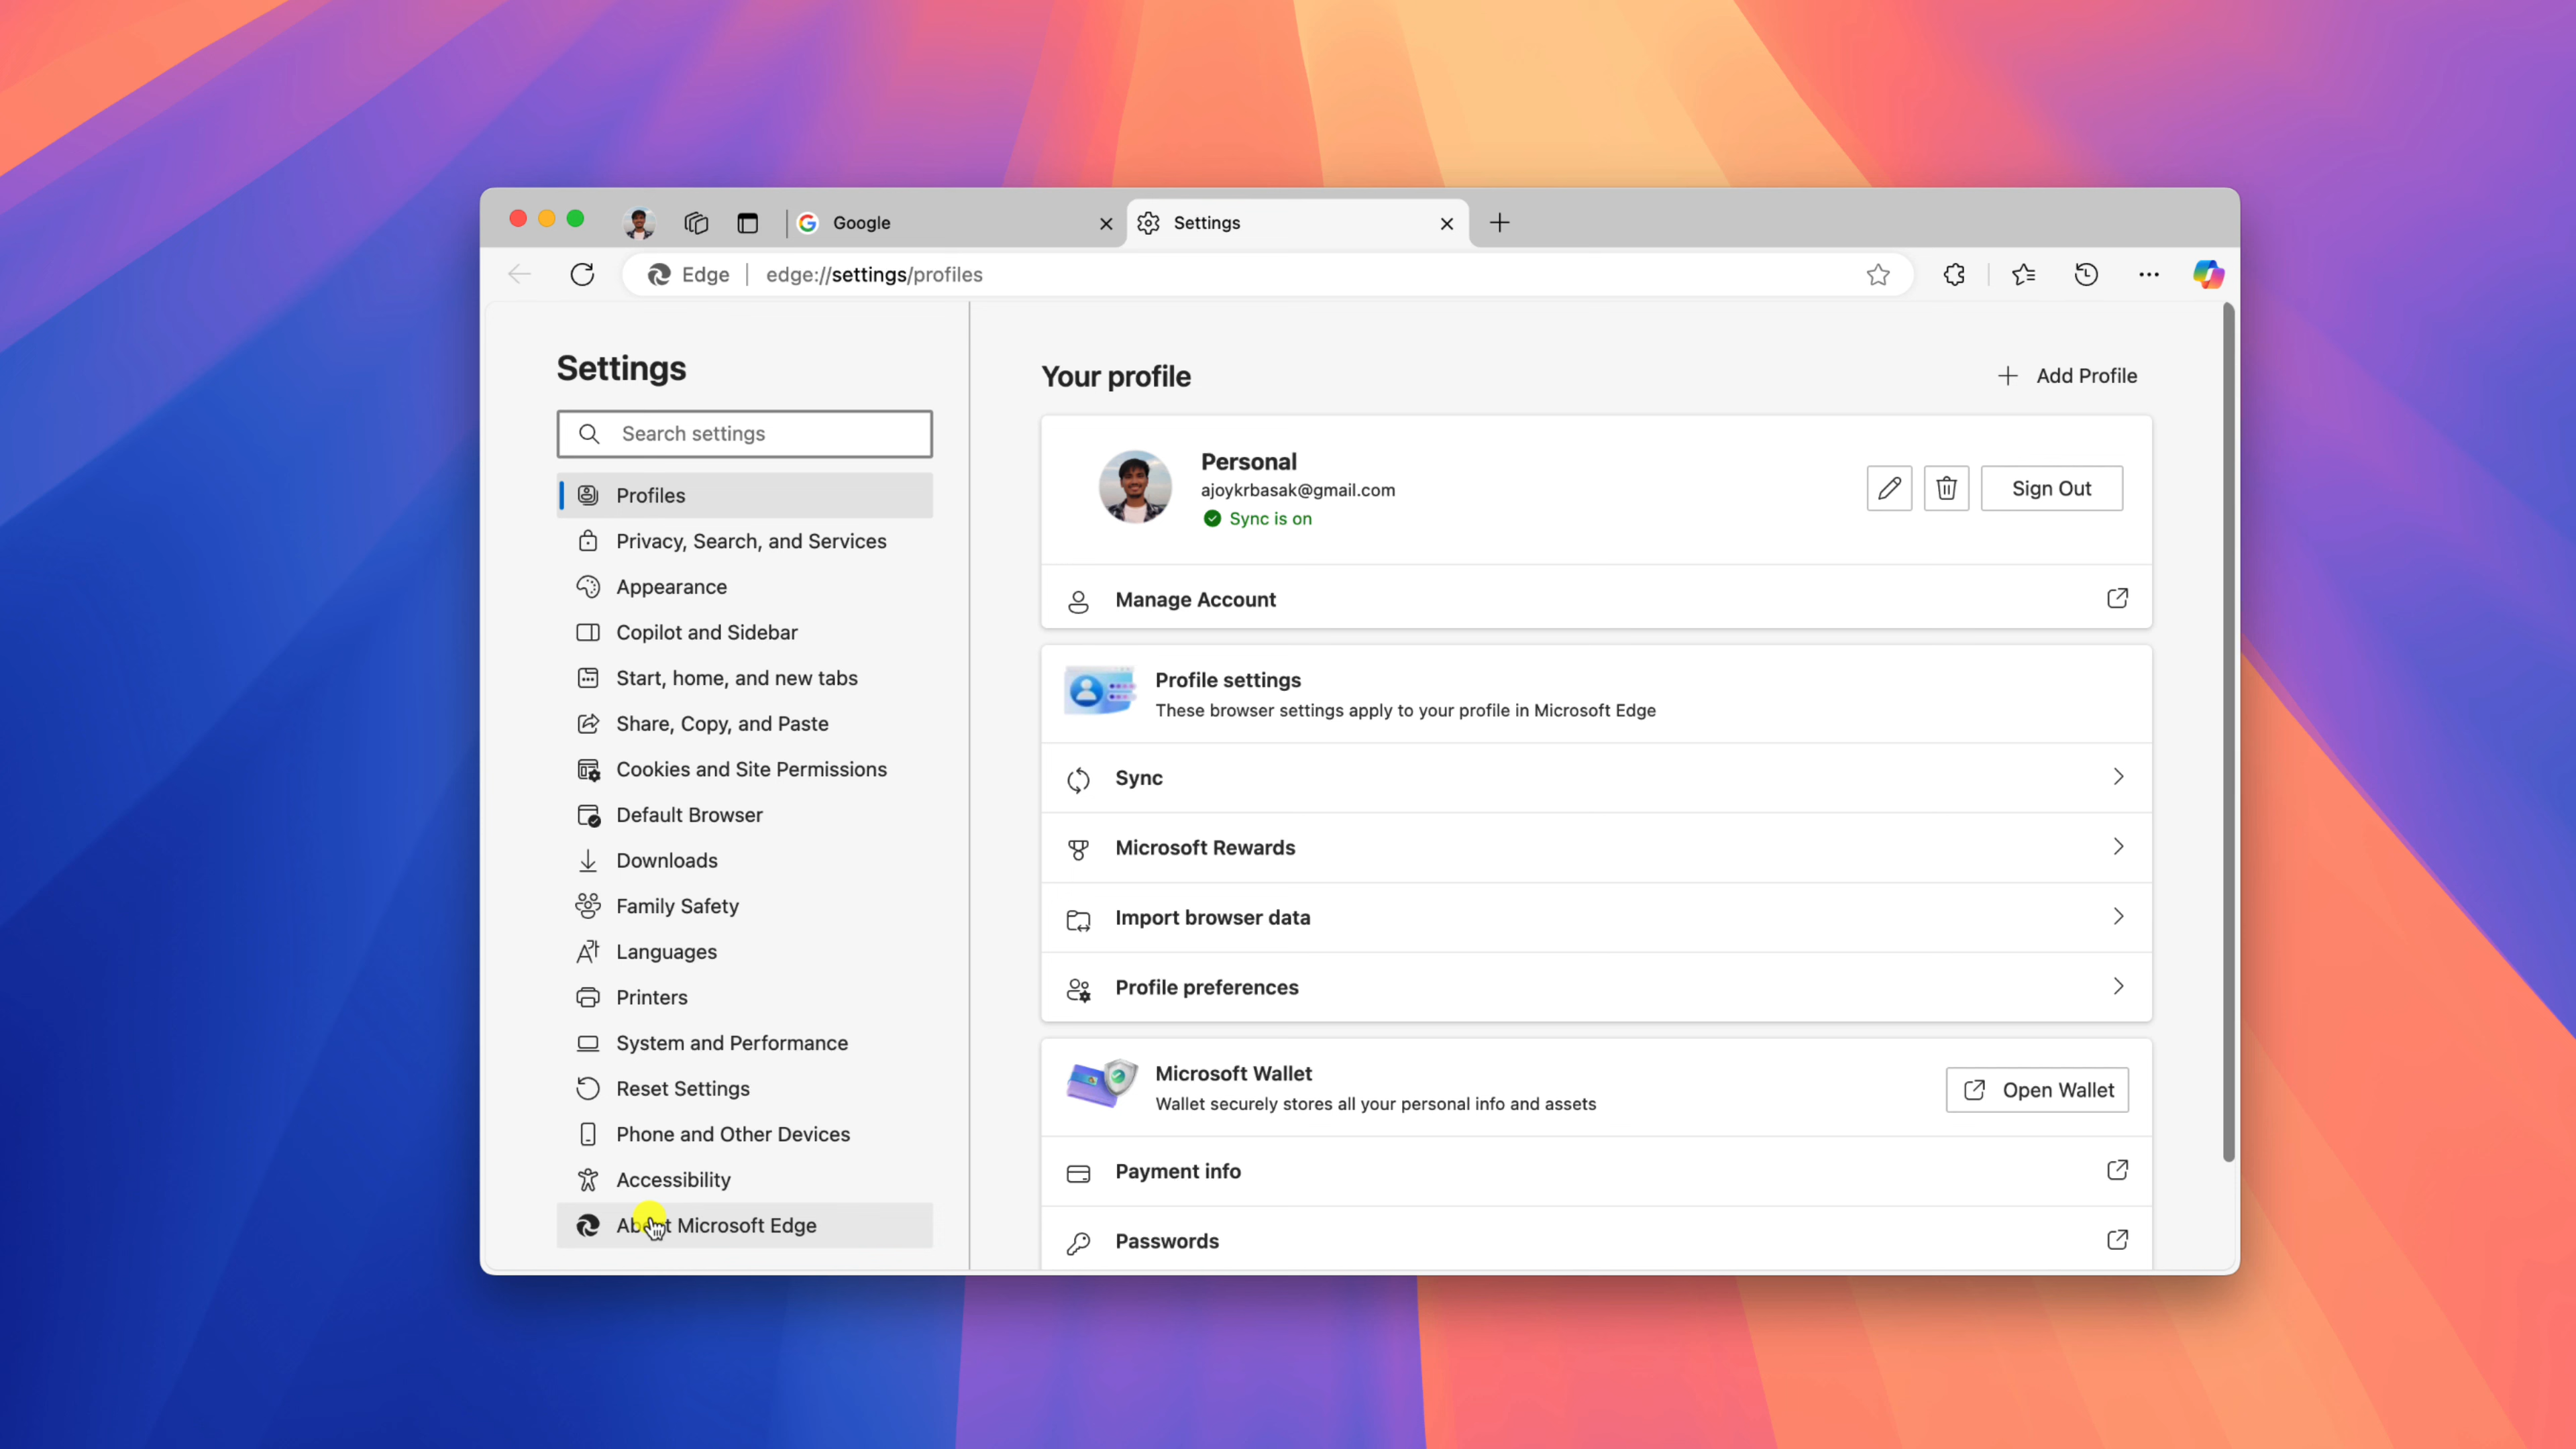 Google
Settings
Edge
edge://settings/profiles
Settings
Search settings
Profiles
Privacy, Search, and Services
Appearance
Copilot and Sidebar
Start, home, and new tabs
Share, Copy, and Paste
Cookies and Site Permissions
Default Browser
Downloads
Family Safety
Languages
Printers
System and Performance
Reset Settings
Phone and Other Devices
Accessibility
About Microsoft Edge
Your profile
Add Profile
Personal
ajoykrbasak@gmail.com
Sync is on
Sign Out
Manage Account
Profile settings
These browser settings apply to your profile in Microsoft Edge
Sync
Microsoft Rewards
Import browser data
Profile preferences
Microsoft Wallet
Wallet securely stores all your personal info and assets
Open Wallet
Payment info
Passwords